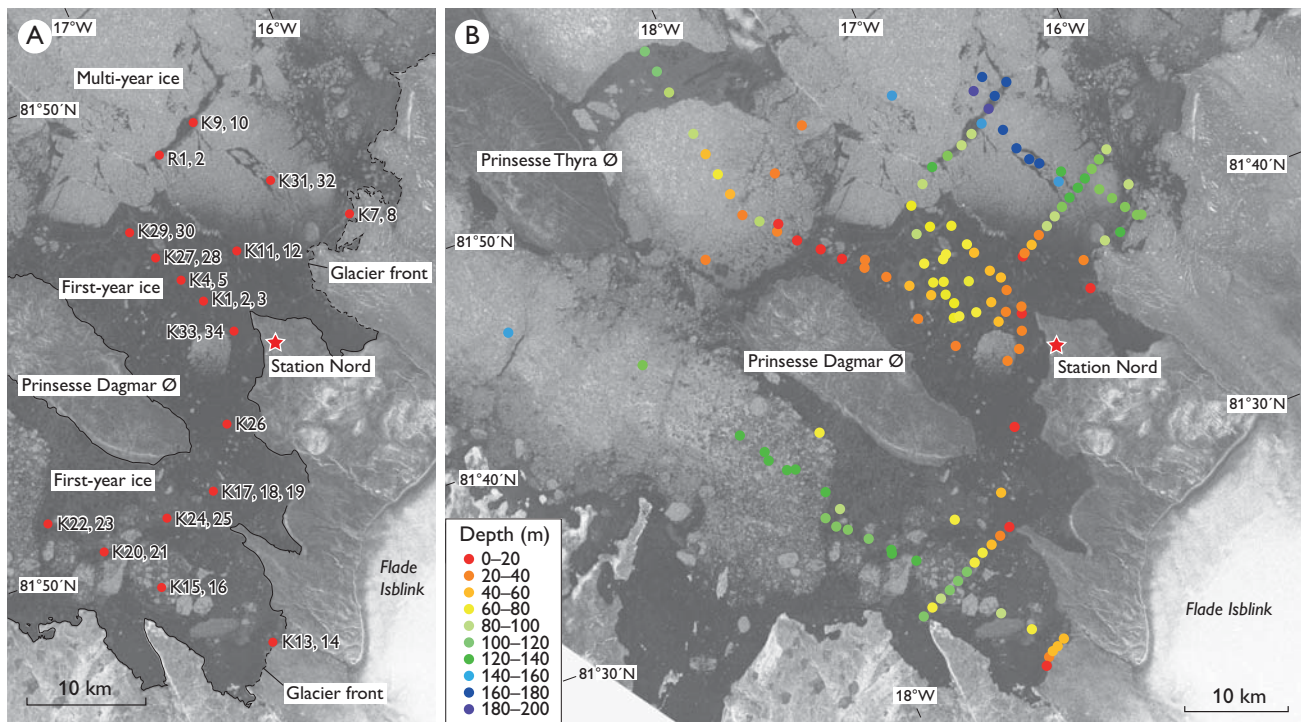 A
17°W
16°W
Multi-year ice
81°50´N
K9, 10
R1, 2
K31, 32
K7, 8
K29, 30
K11, 12
K27, 28
Glacier front
K4, 5
First-year ice
K1, 2, 3
K33, 34
Station Nord
Prinsesse Dagmar Ø
K26
First-year ice
K17, 18, 19
K22, 23
K24, 25
K20, 21
Flade
Isblink
81°50´N
K15, 16
K13, 14
Glacier front
10 km
B
18°W
17°W
16°W
Prinsesse Thyra Ø
81°40´N
81°50´N
Prinsesse Dagmar Ø
Station Nord
81°30´N
81°40´N
Depth (m)
0–20
20–40
40–60
60–80
80–100
100–120
120–140
140–160
160–180
180–200
Flade Isblink
81°30´N
18°W
10 km